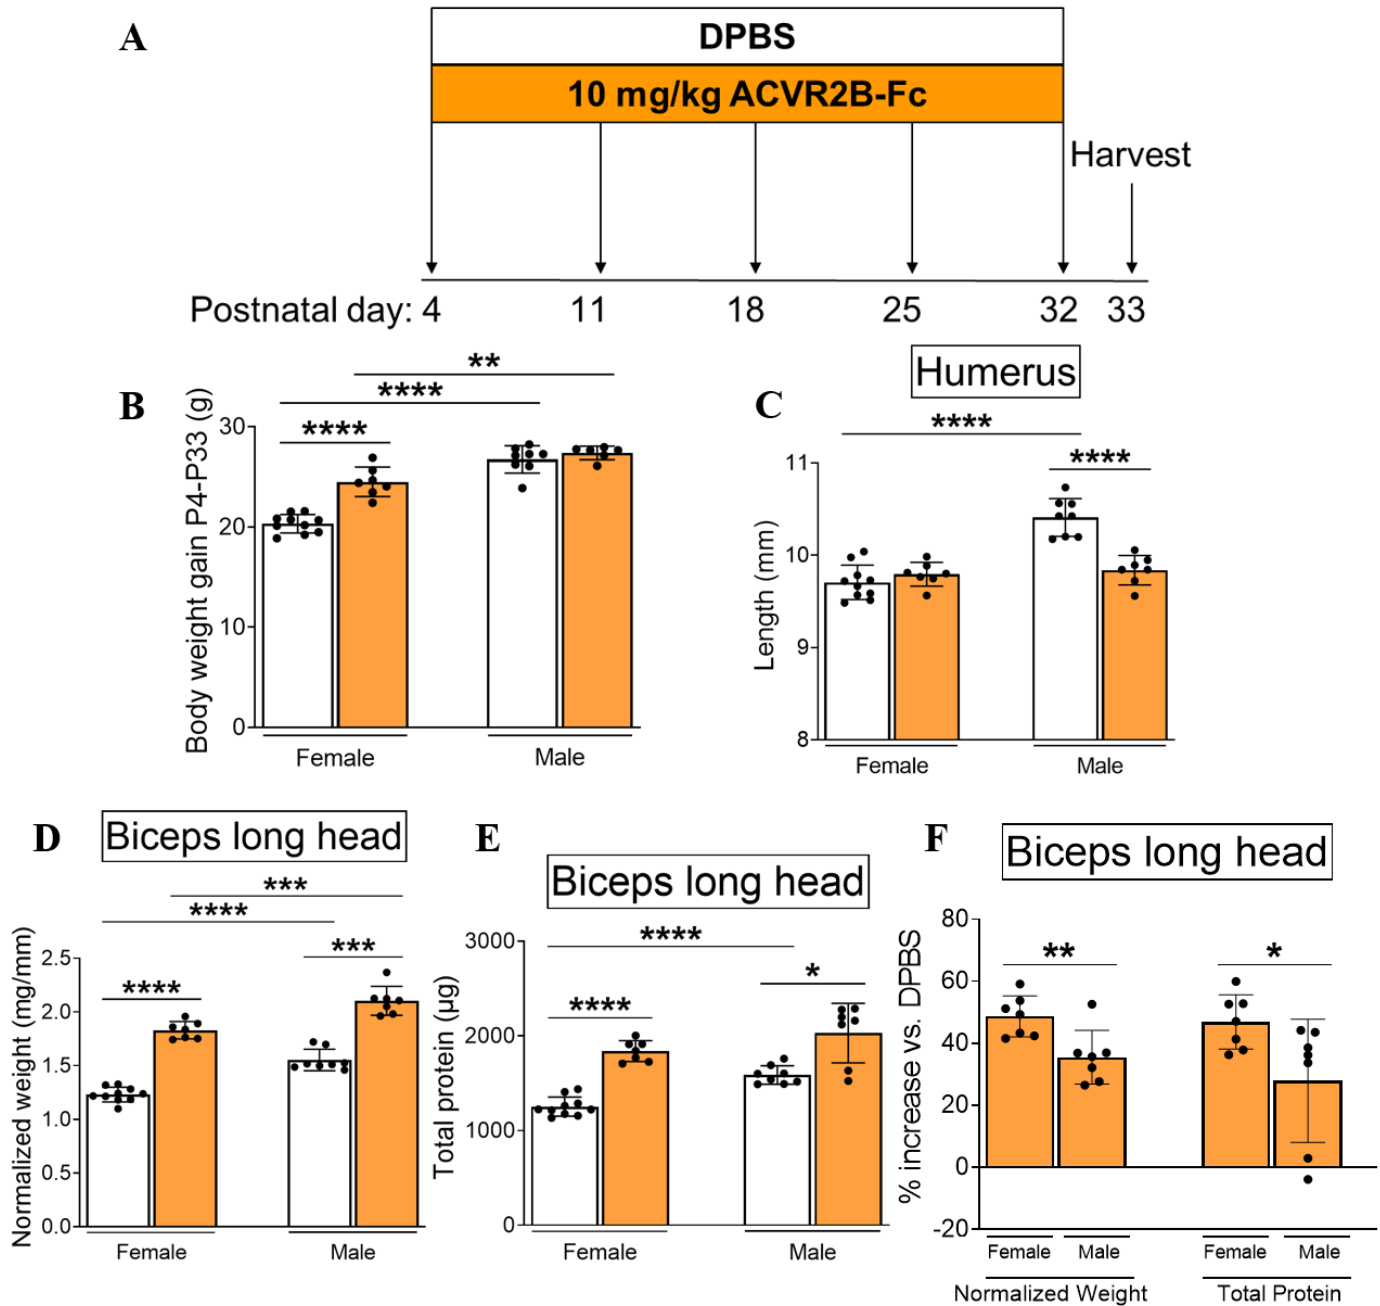 A
DPBS
10 mg/kg ACVR2B-Fc
Harvest
Postnatal day: 4 11 18 25 32 33
B
Body weight gain P4-P33 (g)
**
****
****
30
20
10
0
Female
Male
C
Humerus
****
****
Length (mm)
11
10
9
8
Female
Male
D
Biceps long head
***
****
***
****
Normalized weight (mg/mm)
2.5
2.0
1.5
1.0
0.5
0.0
Female
Male
E
Biceps long head
****
*
****
Total protein (µg)
3000
2000
1000
0
Female
Male
F
Biceps long head
**
*
% increase vs. DPBS
80
60
40
20
0
-20
Female Male Female Male
Normalized Weight Total Protein